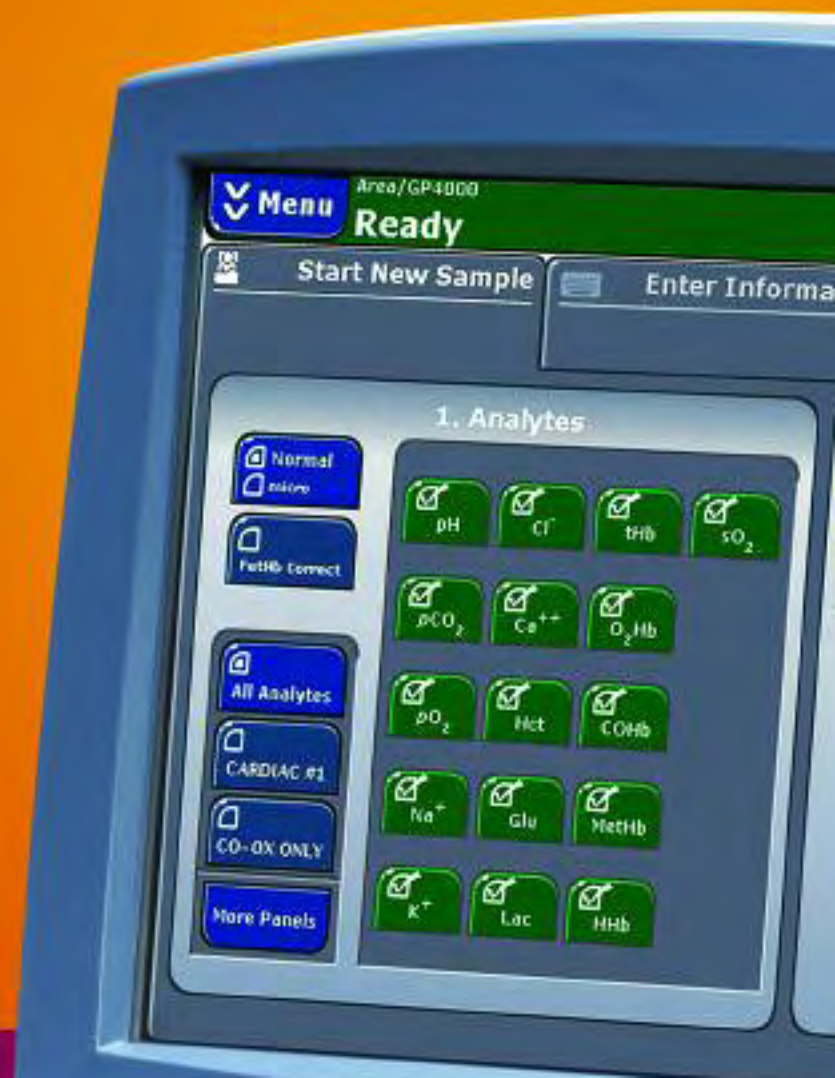 Menu
Area/GP4000
Ready
Start New Sample
Enter Informa
1. Analytes
Normal
micro
FetHb Correct
All Analytes
CARDIAC #1
CO-OX ONLY
More Panels
pH Cl⁻ tHb sO₂
pCO₂ Ca⁺⁺ O₂Hb
pO₂ Hct COHb
Na⁺ Glu MetHb
K⁺ Lac HHb